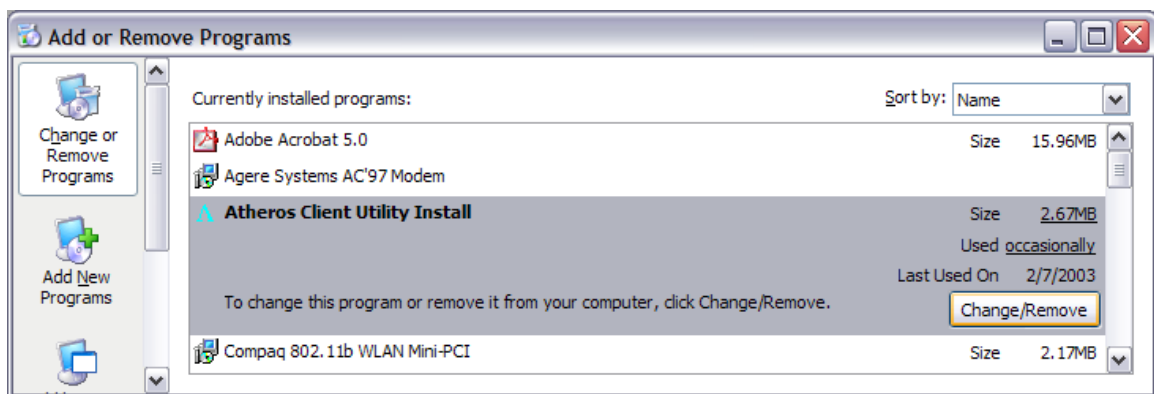 Add or Remove Programs
Change or
Remove
Programs
Add New
Programs
Currently installed programs:
Sort by: Name
Adobe Acrobat 5.0 Size 15.96MB
Agere Systems AC'97 Modem
Atheros Client Utility Install Size 2.67MB
Used occasionally
Last Used On 2/7/2003
To change this program or remove it from your computer, click Change/Remove. Change/Remove
Compaq 802.11b WLAN Mini-PCI Size 2.17MB